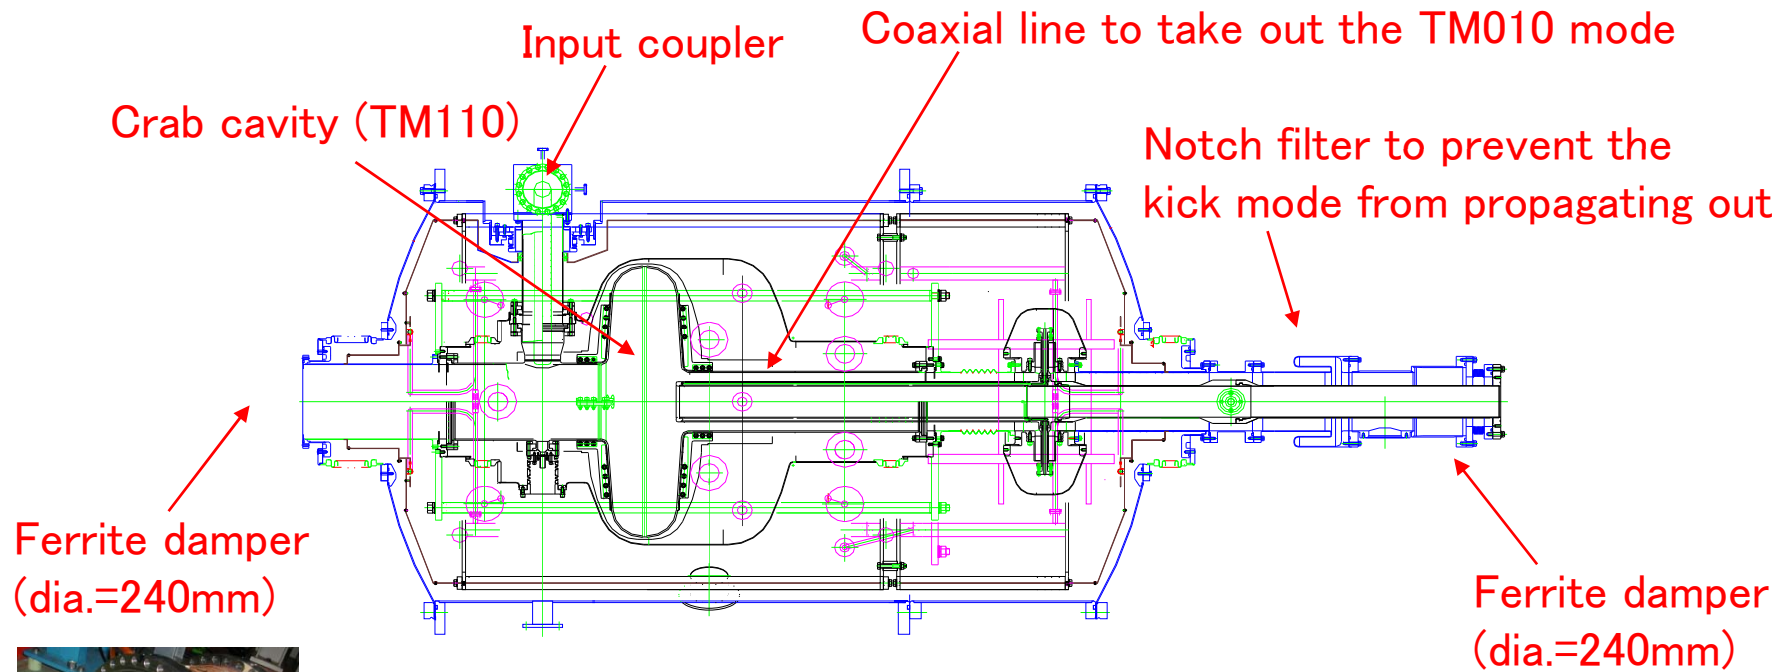 Input coupler
Coaxial line to take out the TM010 mode
Crab cavity (TM110)
Notch filter to prevent the
kick mode from propagating out
Ferrite damper
(dia.=240mm)
Ferrite damper
(dia.=240mm)